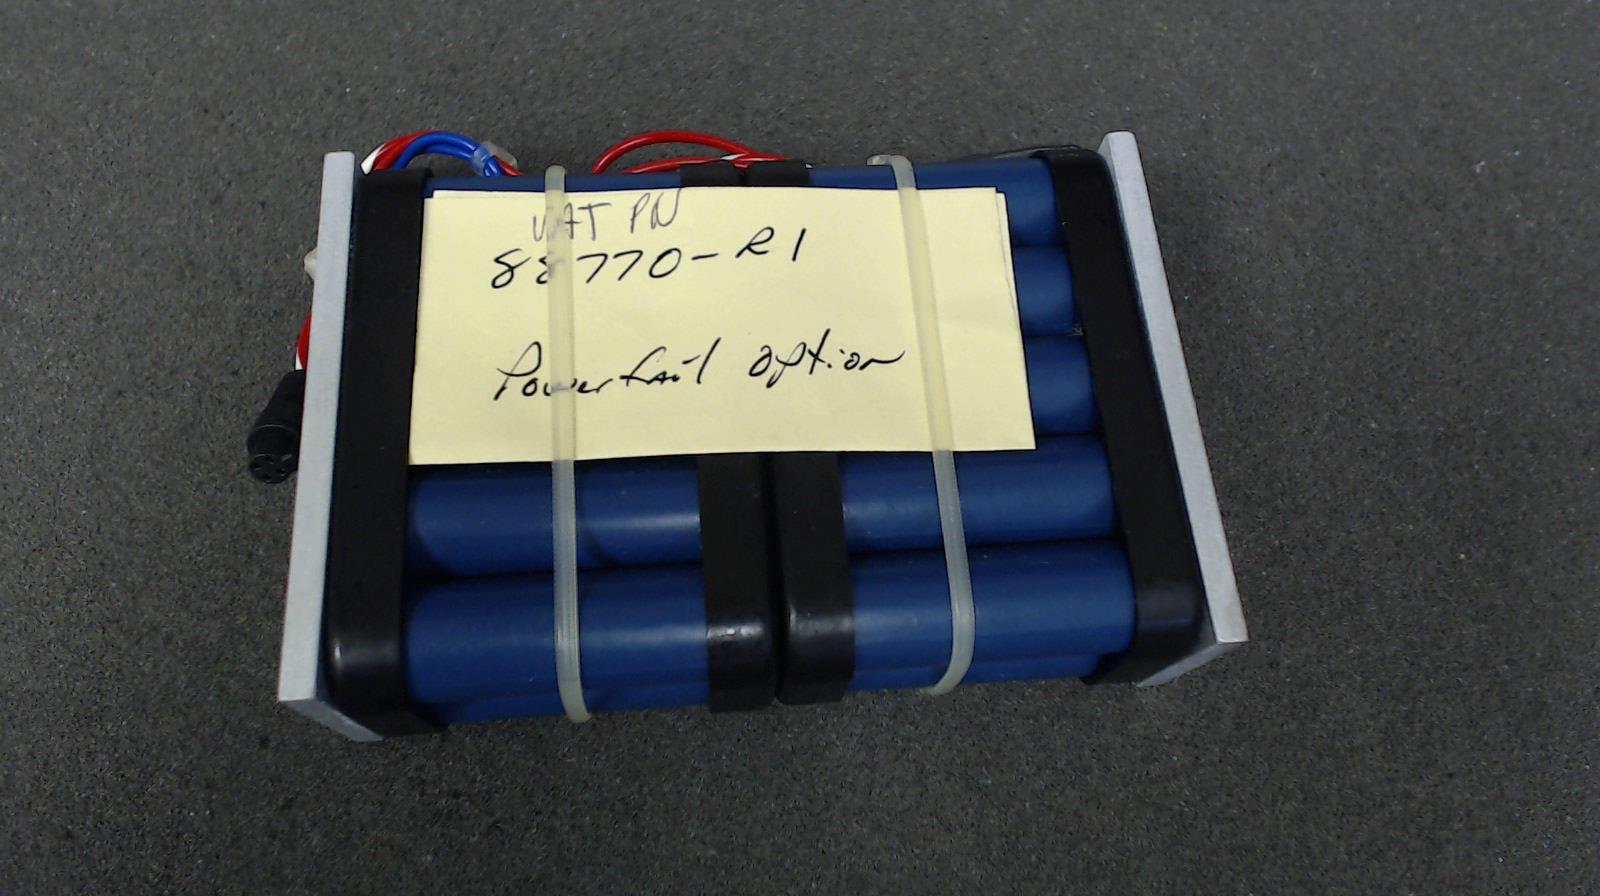 VAT PN
88770-R1
Powerfail option